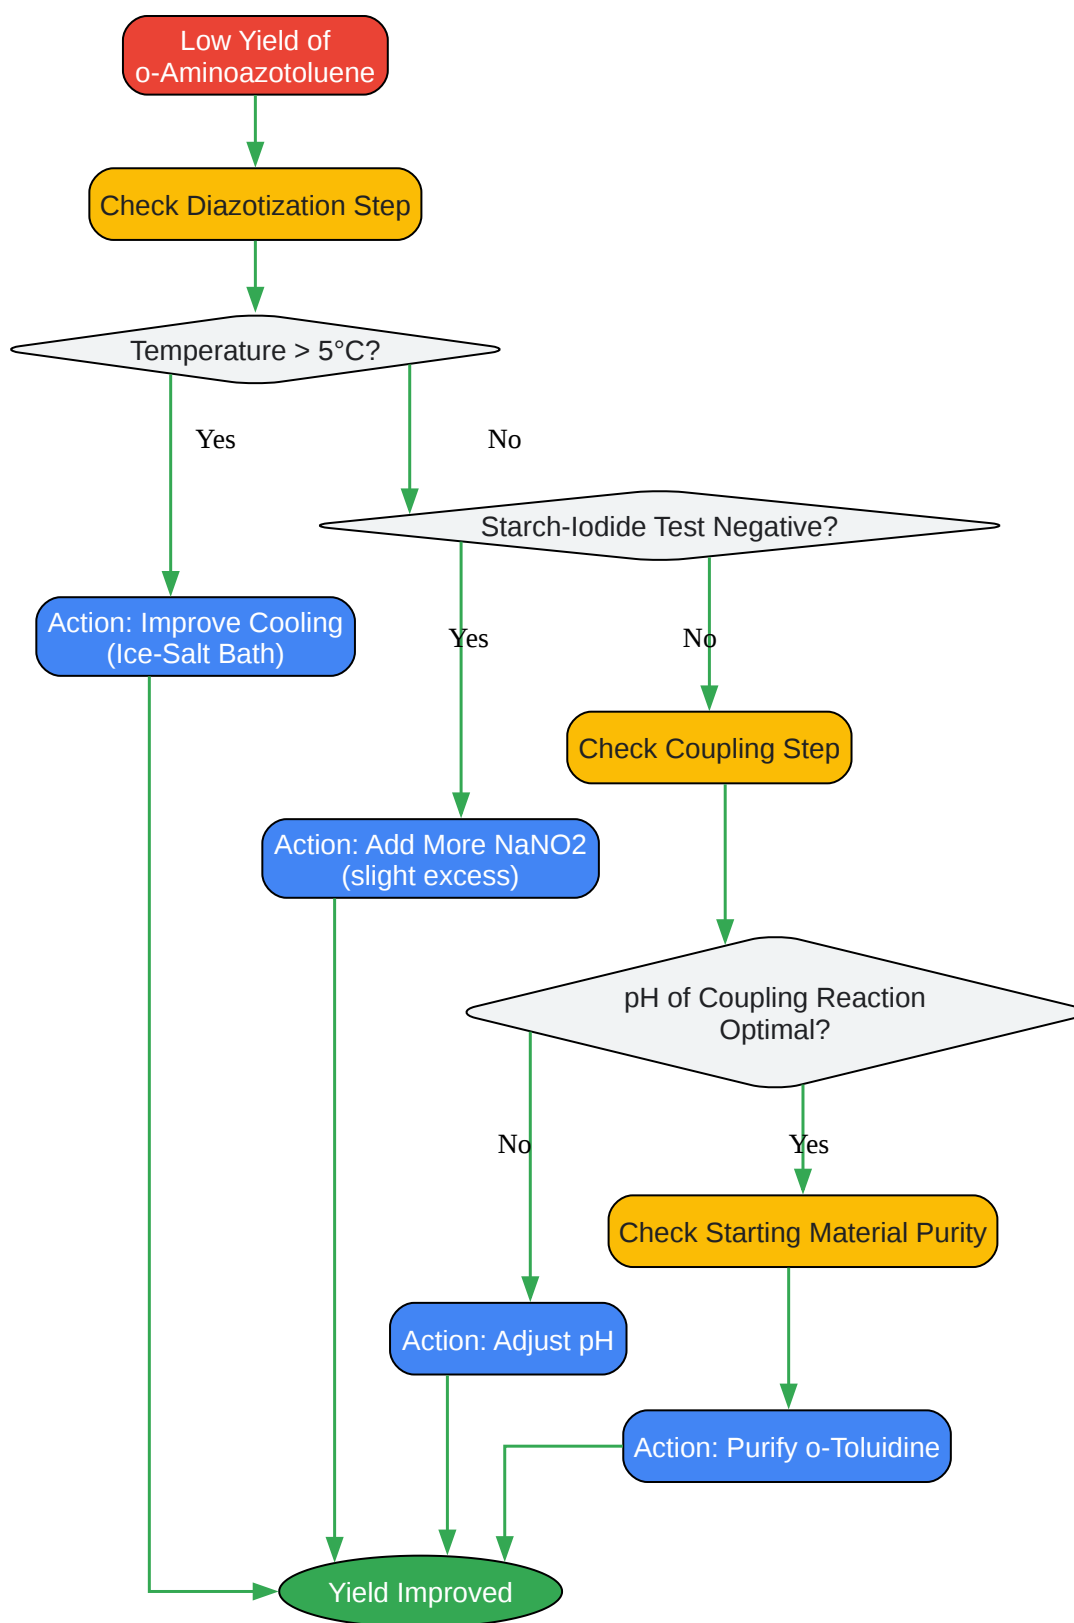 Low Yield of
o-Aminoazotoluene
Check Diazotization Step
Temperature > 5°C?
Yes
No
Starch-Iodide Test Negative?
Action: Improve Cooling
(Ice-Salt Bath)
Yes
No
Check Coupling Step
Action: Add More NaNO2
(slight excess)
pH of Coupling Reaction
Optimal?
No
Yes
Check Starting Material Purity
Action: Adjust pH
Action: Purify o-Toluidine
Yield Improved